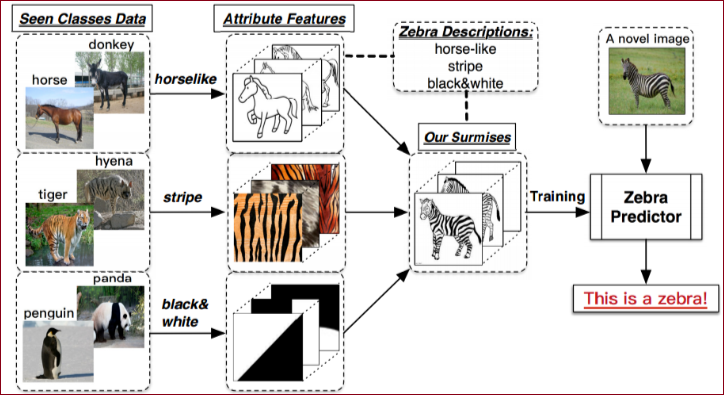 Seen Classes Data
Attribute Features
Zebra Descriptions:
horse-like
stripe
black&white
A novel image
donkey
horse
horselike
Our Surmises
hyena
tiger
stripe
Training
Zebra
Predictor
panda
penguin
black&
white
This is a zebra!